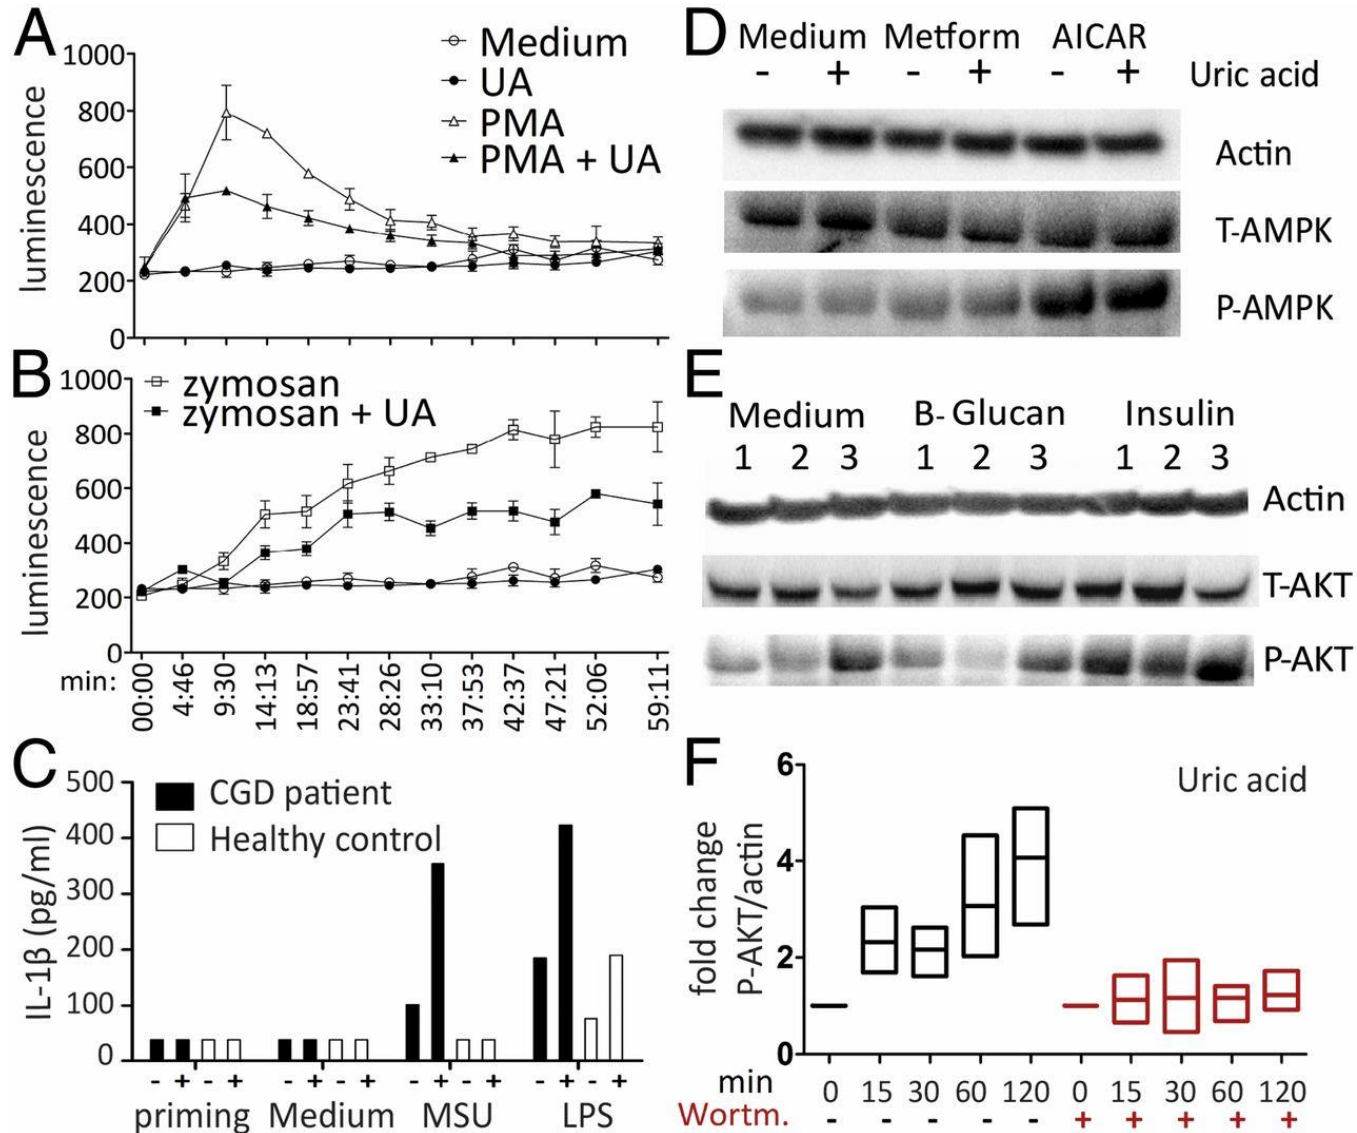 A
1000
800
600
400
200
0
luminescence
Medium
UA
PMA
PMA + UA
B
1000
800
600
400
200
0
luminescence
zymosan
zymosan + UA
min:
00:00
4:46
9:30
14:13
18:57
23:41
28:26
33:10
37:53
42:37
47:21
52:06
59:11
C
500
400
300
200
100
0
IL-1β (pg/ml)
CGD patient
Healthy control
- + - + - + - + - + - + - + - +
priming Medium MSU LPS
D
Medium Metform AICAR
- + - + - + Uric acid
Actin
T-AMPK
P-AMPK
E
Medium B-Glucan Insulin
1 2 3 1 2 3 1 2 3
Actin
T-AKT
P-AKT
F
6
4
2
0
fold change
P-AKT/actin
Uric acid
min 0 15 30 60 120 0 15 30 60 120
Wortm. - - - - - + + + + +